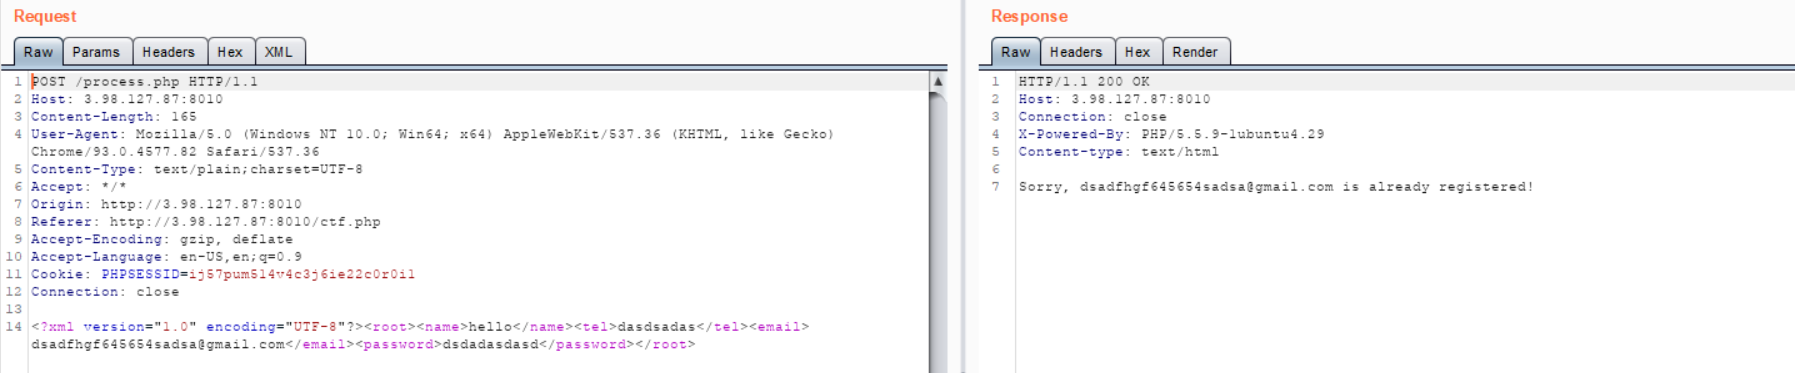 Request
Raw Params Headers Hex XML
1 POST /process.php HTTP/1.1
2 Host: 3.98.127.87:8010
3 Content-Length: 165
4 User-Agent: Mozilla/5.0 (Windows NT 10.0; Win64; x64) AppleWebKit/537.36 (KHTML, like Gecko)
Chrome/93.0.4577.82 Safari/537.36
5 Content-Type: text/plain;charset=UTF-8
6 Accept: */*
7 Origin: http://3.98.127.87:8010
8 Referer: http://3.98.127.87:8010/ctf.php
9 Accept-Encoding: gzip, deflate
10 Accept-Language: en-US,en;q=0.9
11 Cookie: PHPSESSID=ij57pum514v4c3j6ie22c0r0i1
12 Connection: close
13
14 <?xml version="1.0" encoding="UTF-8"?><root><name>hello</name><tel>dasdsadas</tel><email>
dsadfhgf645654sadsa@gmail.com</email><password>dsdadasdasd</password></root>
Response
Raw Headers Hex Render
1 HTTP/1.1 200 OK
2 Host: 3.98.127.87:8010
3 Connection: close
4 X-Powered-By: PHP/5.5.9-1ubuntu4.29
5 Content-type: text/html
6
7 Sorry, dsadfhgf645654sadsa@gmail.com is already registered!